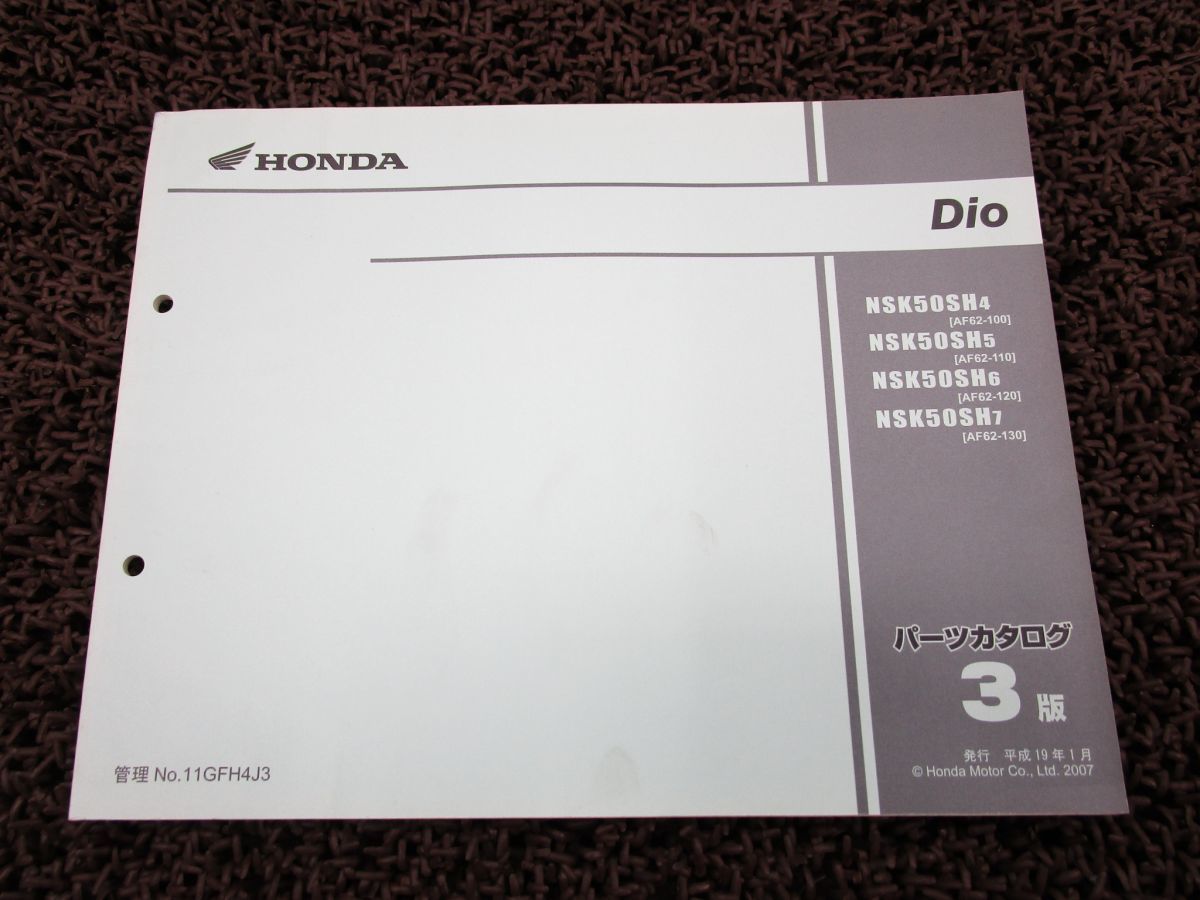 HONDA
Dio
NSK50SH4
[AF62-100]
NSK50SH5
[AF62-110]
NSK50SH6
[AF62-120]
NSK50SH7
[AF62-130]
パーツカタログ
3版
発行 平成19年1月
© Honda Motor Co., Ltd. 2007
管理 No.11GFH4J3